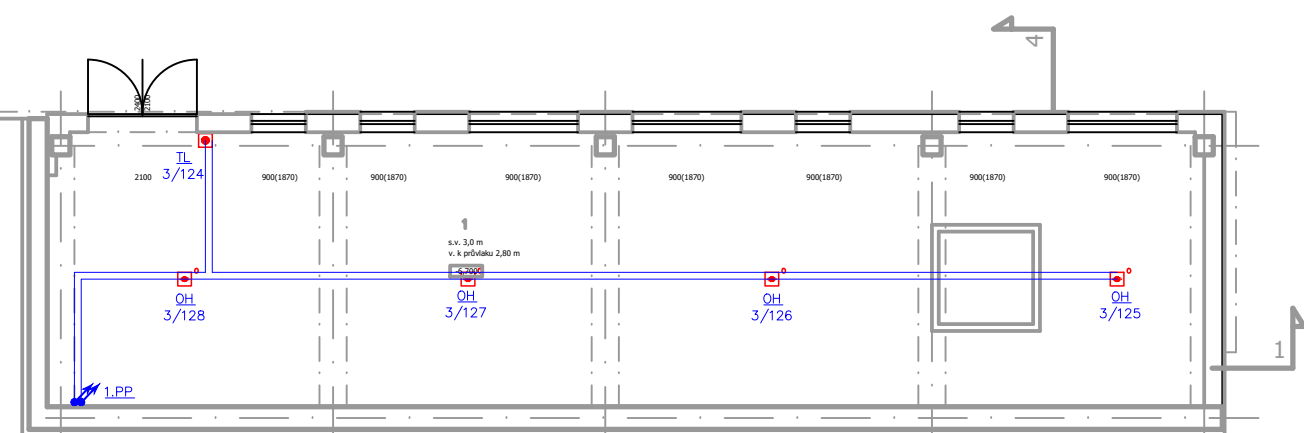 4
2400
2100
TL
3/124
2100
900(1870)
900(1870)
900(1870)
900(1870)
900(1870)
900(1870)
900(1870)
1
s.v. 3,0 m
v. k průvlaku 2,80 m
-6,700
OH
3/128
OH
3/127
OH
3/126
OH
3/125
1
1.PP